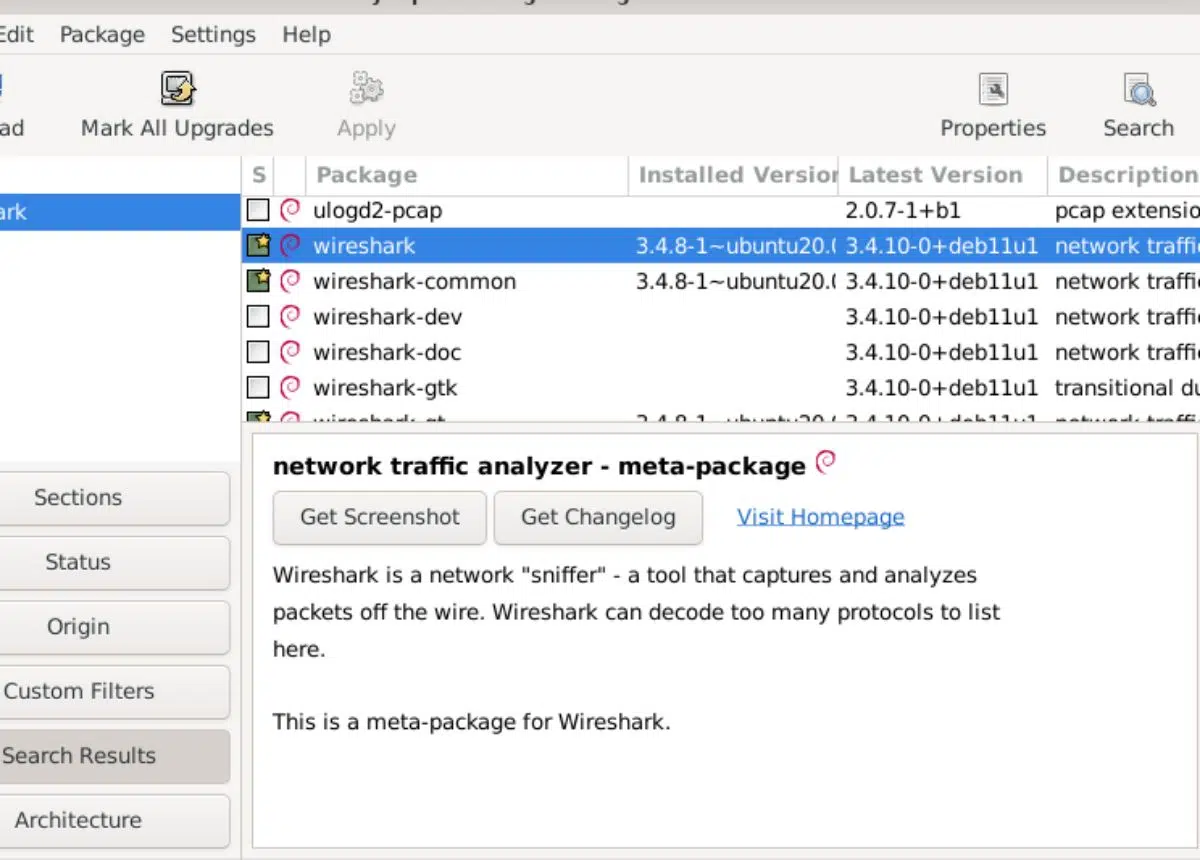 Edit Package Settings Help
ad Mark All Upgrades Apply Properties Search
S Package Installed Version Latest Version Description
ark
ulogd2-pcap 2.0.7-1+b1 pcap extensio
wireshark 3.4.8-1~ubuntu20.0 3.4.10-0+deb11u1 network traffi
wireshark-common 3.4.8-1~ubuntu20.0 3.4.10-0+deb11u1 network traffi
wireshark-dev 3.4.10-0+deb11u1 network traffi
wireshark-doc 3.4.10-0+deb11u1 network traffi
wireshark-gtk 3.4.10-0+deb11u1 transitional du
network traffic analyzer - meta-package
Get Screenshot Get Changelog Visit Homepage
Wireshark is a network "sniffer" - a tool that captures and analyzes
packets off the wire. Wireshark can decode too many protocols to list
here.
This is a meta-package for Wireshark.
Sections
Status
Origin
Custom Filters
Search Results
Architecture